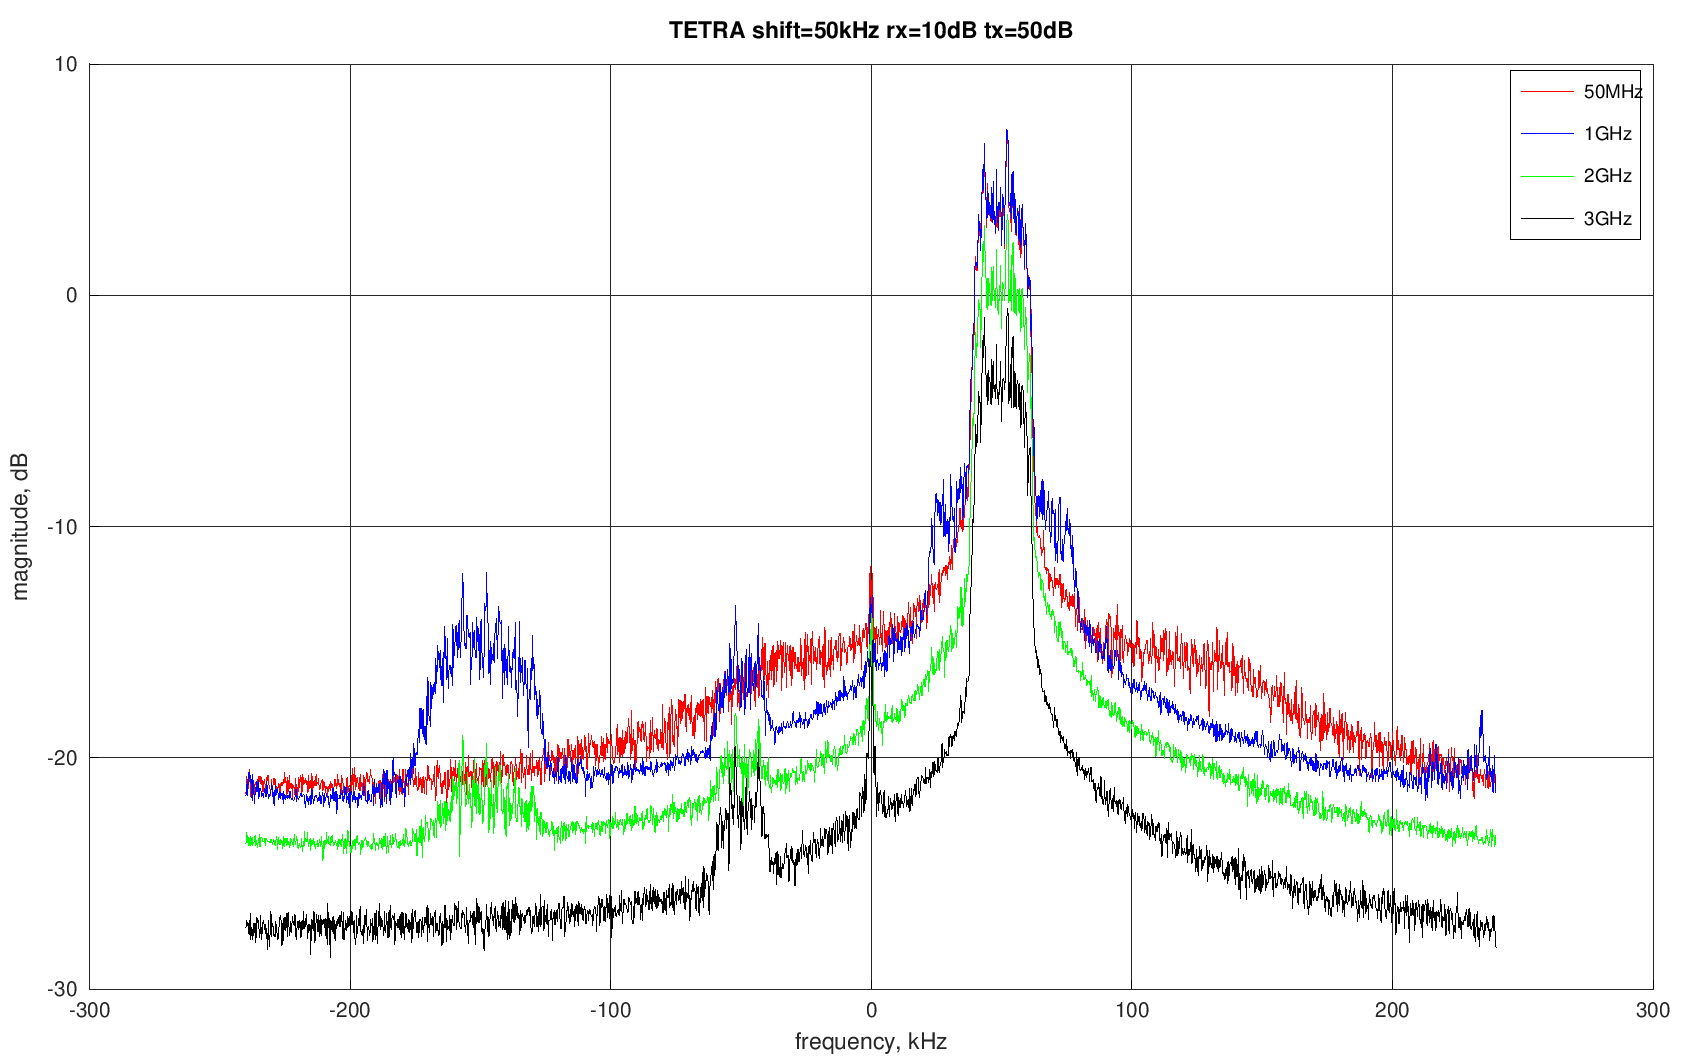 TETRA shift=50kHz rx=10dB tx=50dB
10
0
-10
-20
-30
magnitude, dB
50MHz
1GHz
2GHz
3GHz
-300
-200
-100
0
100
200
300
frequency, kHz